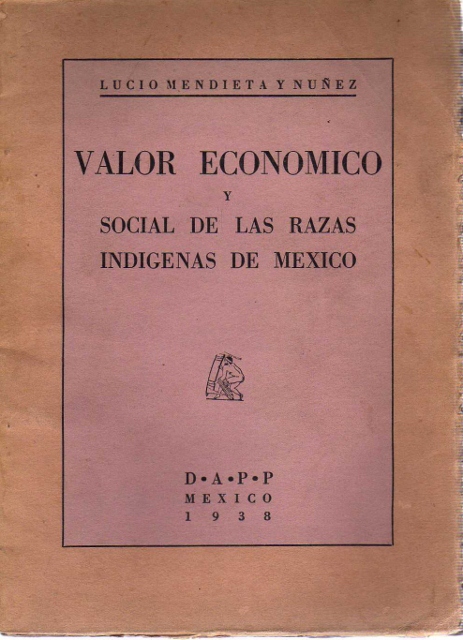 LUCIO MENDIETA Y NUÑEZ
VALOR ECONOMICO
Y
SOCIAL DE LAS RAZAS
INDIGENAS DE MEXICO
D•A•P•P
MEXICO
1938